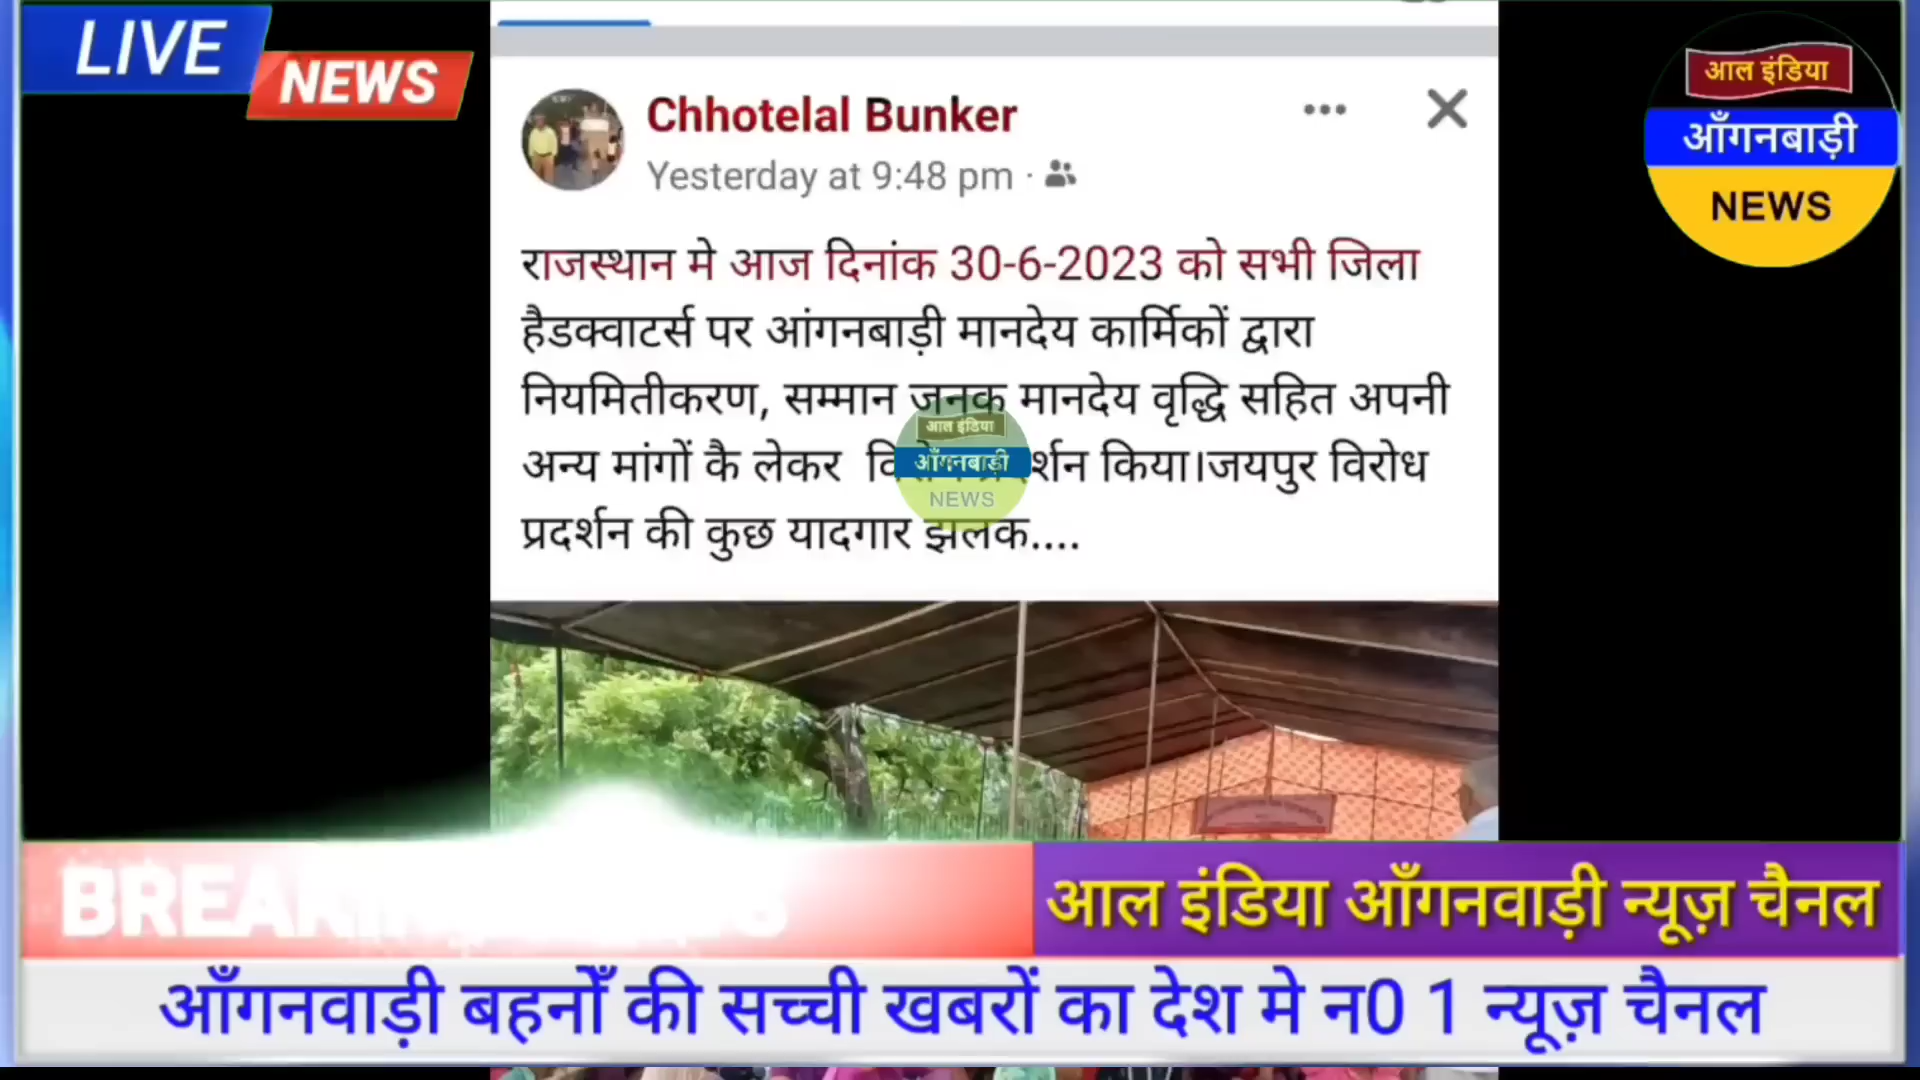 LIVE
NEWS
Chhotelal Bunker
Yesterday at 9:48 pm ·
राजस्थान मे आज दिनांक 30-6-2023 को सभी जिला
हैडक्वाटर्स पर आंगनबाड़ी मानदेय कार्मिकों द्वारा
नियमितीकरण, सम्मान जनक मानदेय वृद्धि सहित अपनी
अन्य मांगों कै लेकर र्शन किया।जयपुर विरोध
प्रदर्शन की कुछ यादगार झलक....
आल इंडिया
आँगनबाड़ी
NEWS
आल इंडिया
आँगनबाड़ी
NEWS
आल इंडिया आँगनवाड़ी न्यूज़ चैनल
आँगनवाड़ी बहनोँ की सच्ची खबरों का देश मे न0 1 न्यूज़ चैनल